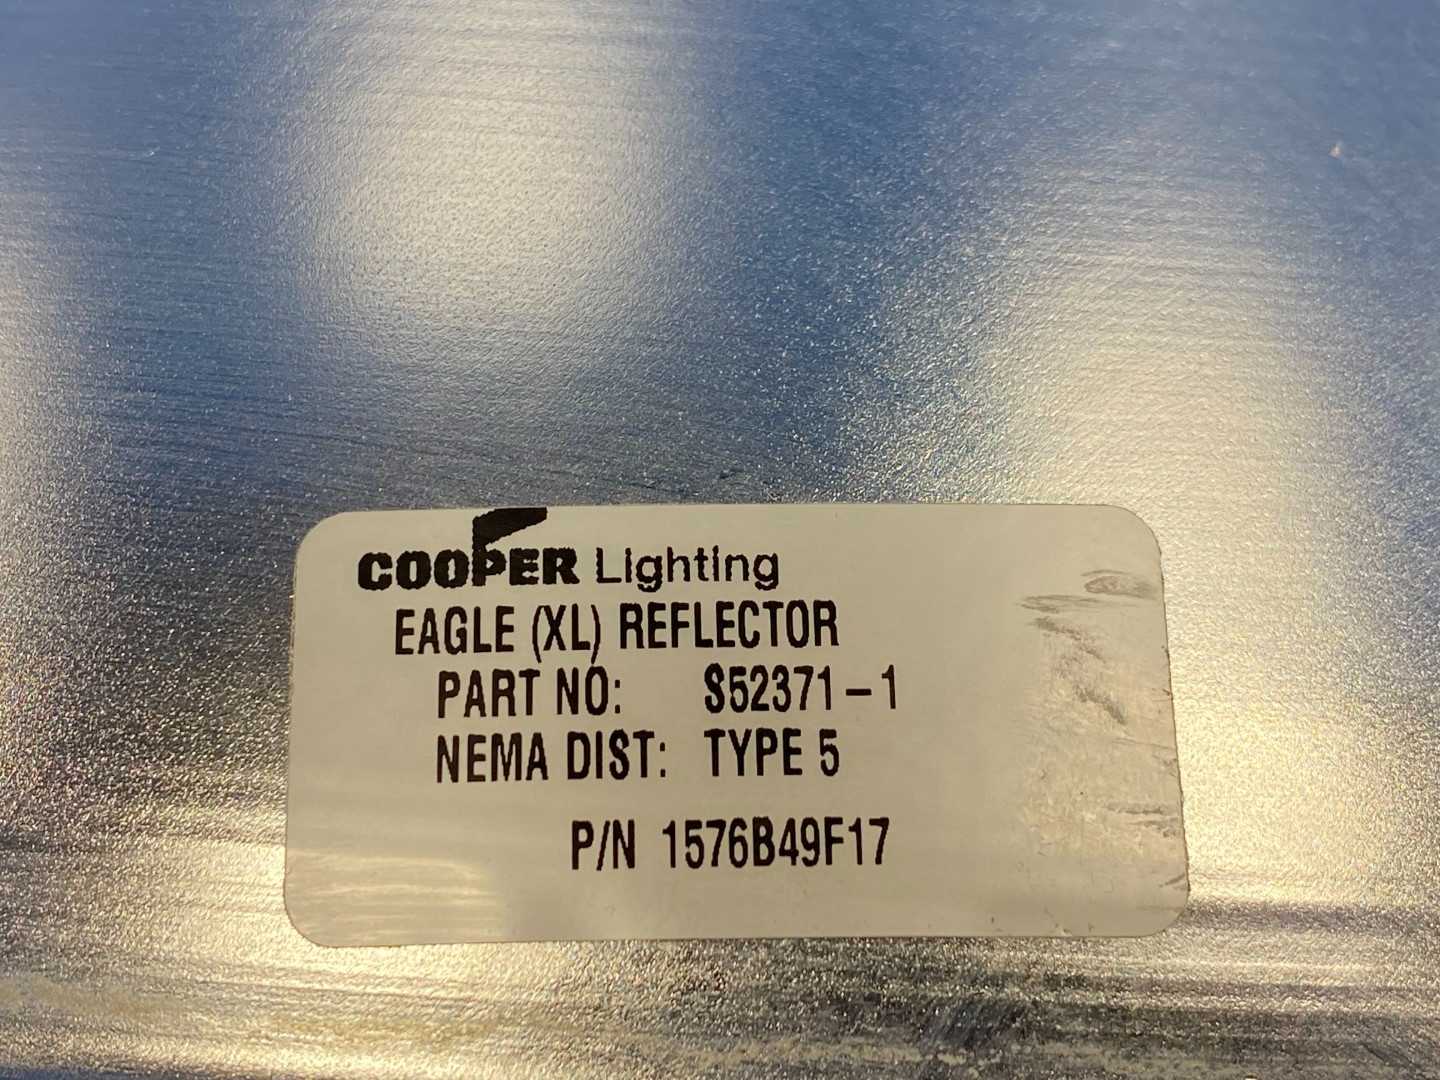 COOPER Lighting
EAGLE (XL) REFLECTOR
PART NO: S52371-1
NEMA DIST: TYPE 5
P/N 1576B49F17